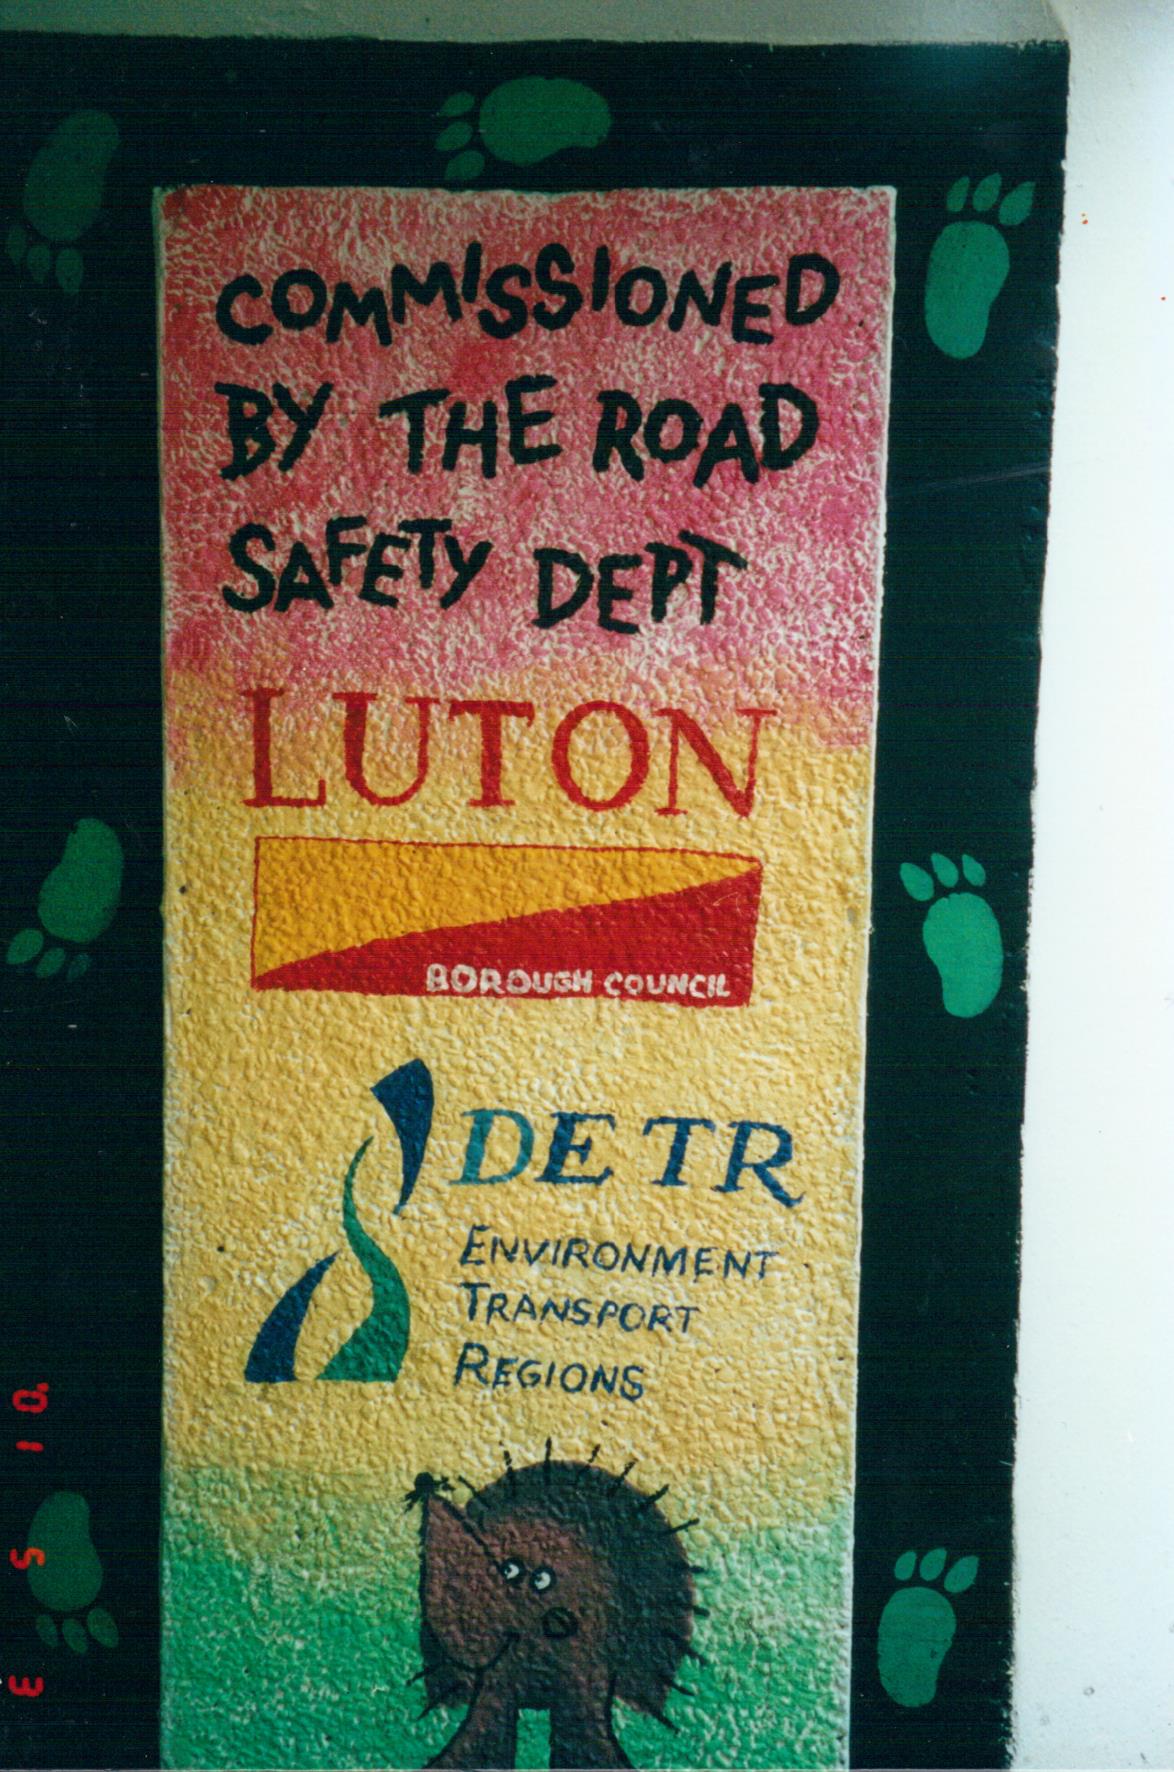 COMMISSIONED
BY THE ROAD
SAFETY DEPT
LUTON
BOROUGH COUNCIL
DETR
ENVIRONMENT
TRANSPORT
REGIONS